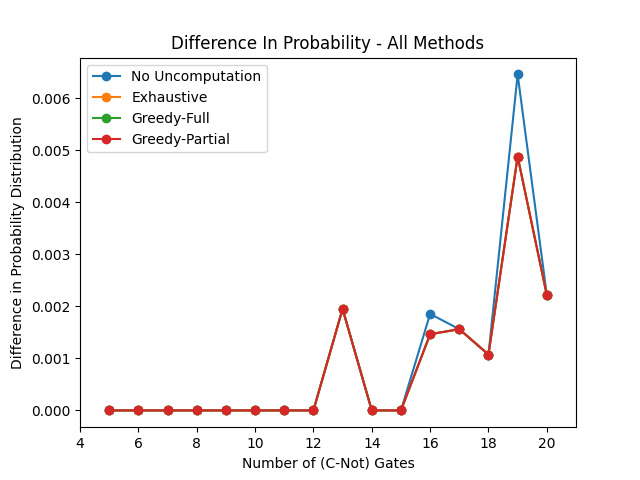 Difference In Probability - All Methods
No Uncomputation
Exhaustive
Greedy-Full
Greedy-Partial
Difference in Probability Distribution
0.006
0.005
0.004
0.003
0.002
0.001
0.000
4 6 8 10 12 14 16 18 20
Number of (C-Not) Gates